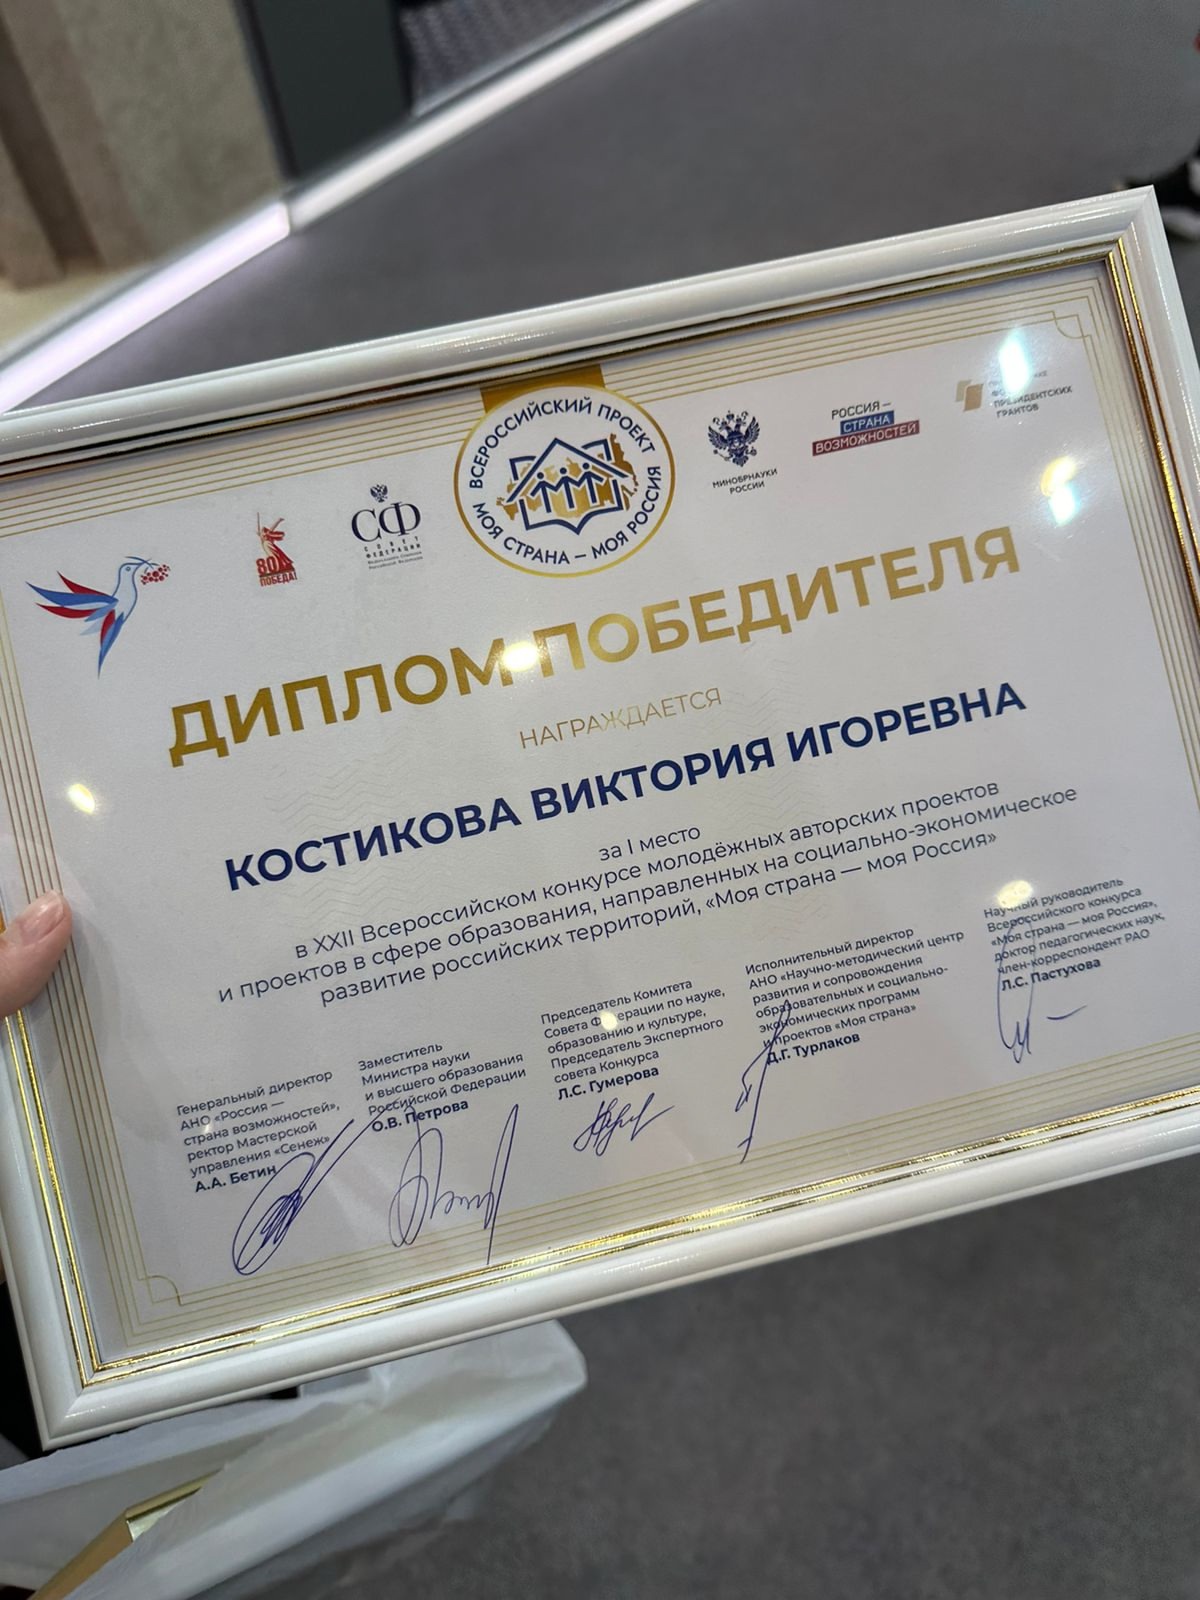 ВСЕРОССИЙСКИЙ ПРОЕКТ
МОЯ СТРАНА — МОЯ РОССИЯ
80
ПОБЕДА!
СФ
СОВЕТ
ФЕДЕРАЦИИ
МИНОБРНАУКИ
РОССИИ
РОССИЯ —
СТРАНА
ВОЗМОЖНОСТЕЙ
ПРЕЗИДЕНТСКИХ
ГРАНТОВ
ДИПЛОМ ПОБЕДИТЕЛЯ
НАГРАЖДАЕТСЯ
КОСТИКОВА ВИКТОРИЯ ИГОРЕВНА
за I место
в XXII Всероссийском конкурсе молодёжных авторских проектов
и проектов в сфере образования, направленных на социально-экономическое
развитие российских территорий, «Моя страна — моя Россия»
Генеральный директор
АНО «Россия —
страна возможностей»,
ректор Мастерской
управления «Сенеж»
А.А. Бетин
Заместитель
Министра науки
и высшего образования
Российской Федерации
О.В. Петрова
Председатель Комитета
Совета Федерации по науке,
образованию и культуре,
Председатель Экспертного
совета Конкурса
Л.С. Гумерова
Исполнительный директор
АНО «Научно-методический центр
развития и сопровождения
образовательных и социально-
экономических программ
и проектов «Моя страна»
Д.Г. Турлаков
Научный руководитель
Всероссийского конкурса
«Моя страна — моя Россия»,
доктор педагогических наук,
член-корреспондент РАО
Л.С. Пастухова